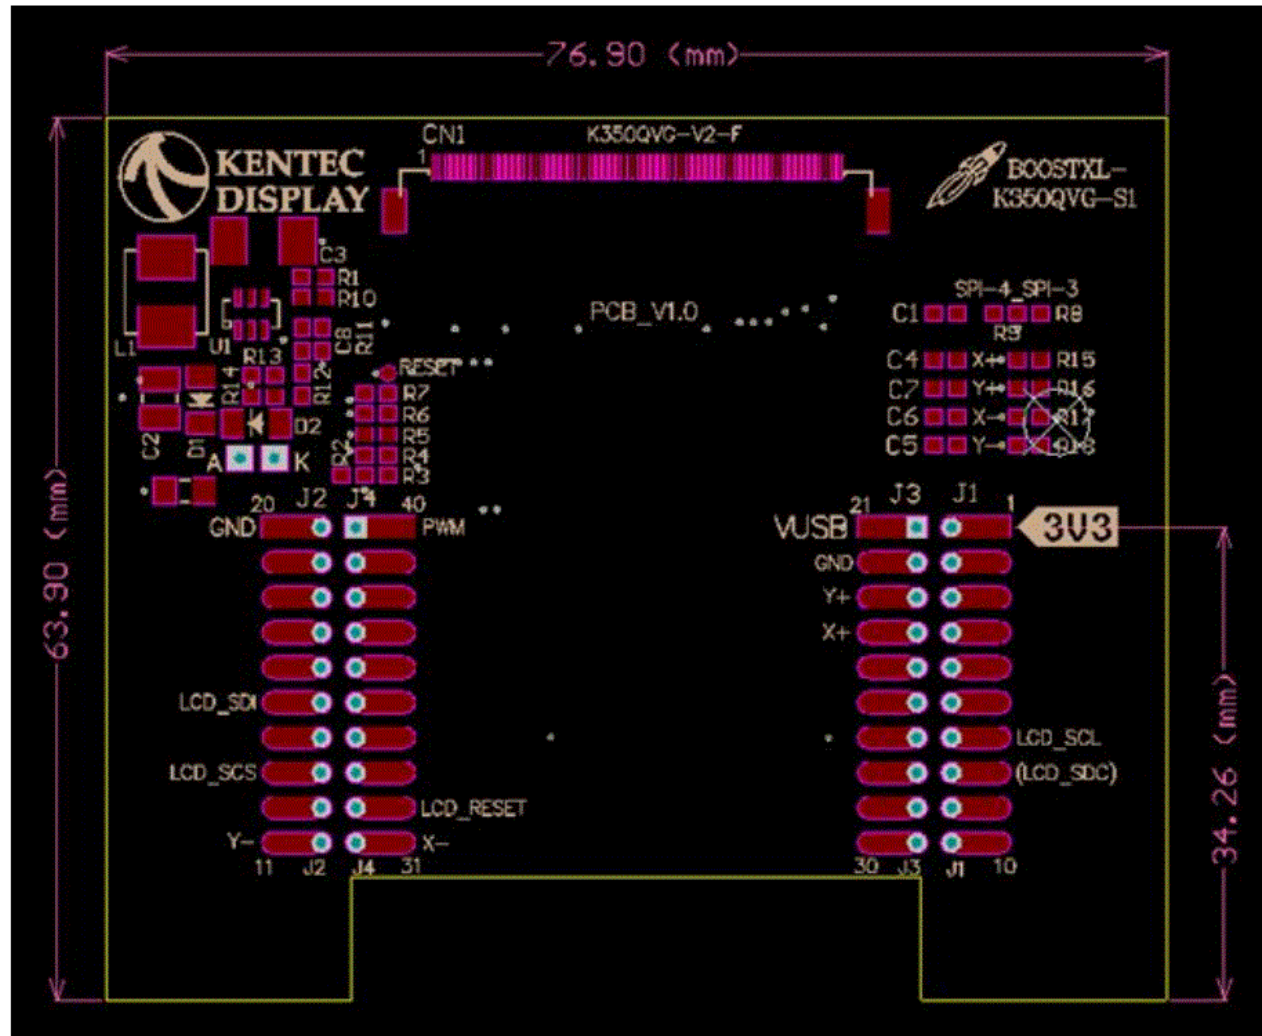 76.90 (mm)
CN1 K350QVG-V2-F
1
KENTEC
DISPLAY
BOOSTXL-
K350QVG-S1
C3
R1
R10
SPI-4_SPI-3
PCB_V1.0
C1 R8
R9
L1 U1 C8 R11
R13
RESET
C4 X+ R15
R14 R12
R7
C7 Y+ R16
R6
C6 X- R17
C2 D1 D2 R5
C5 Y- R18
A K R2 R4
R3
20 J2 J4 40
21 J3 J1 1
GND PWM
VUSB 3V3
GND
Y+
X+
LCD_SDI
LCD_SCL
LCD_SCS (LCD_SDC)
LCD_RESET
Y- X-
11 J2 J4 31
30 J3 J1 10
63.90 (mm)
34.26 (mm)